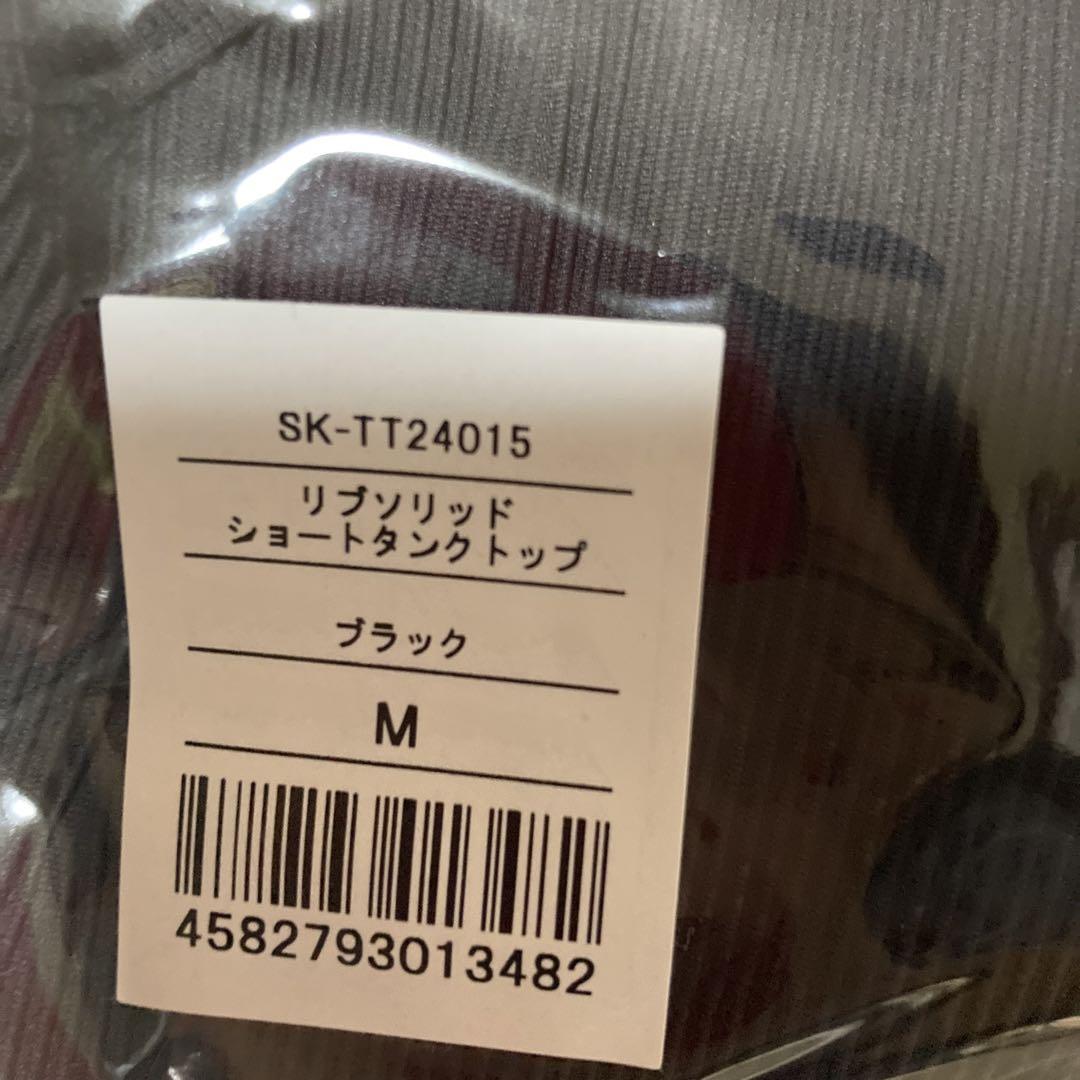 SK-TT24015
リブソリッド
ショートタンクトップ
ブラック
M
4582793013482